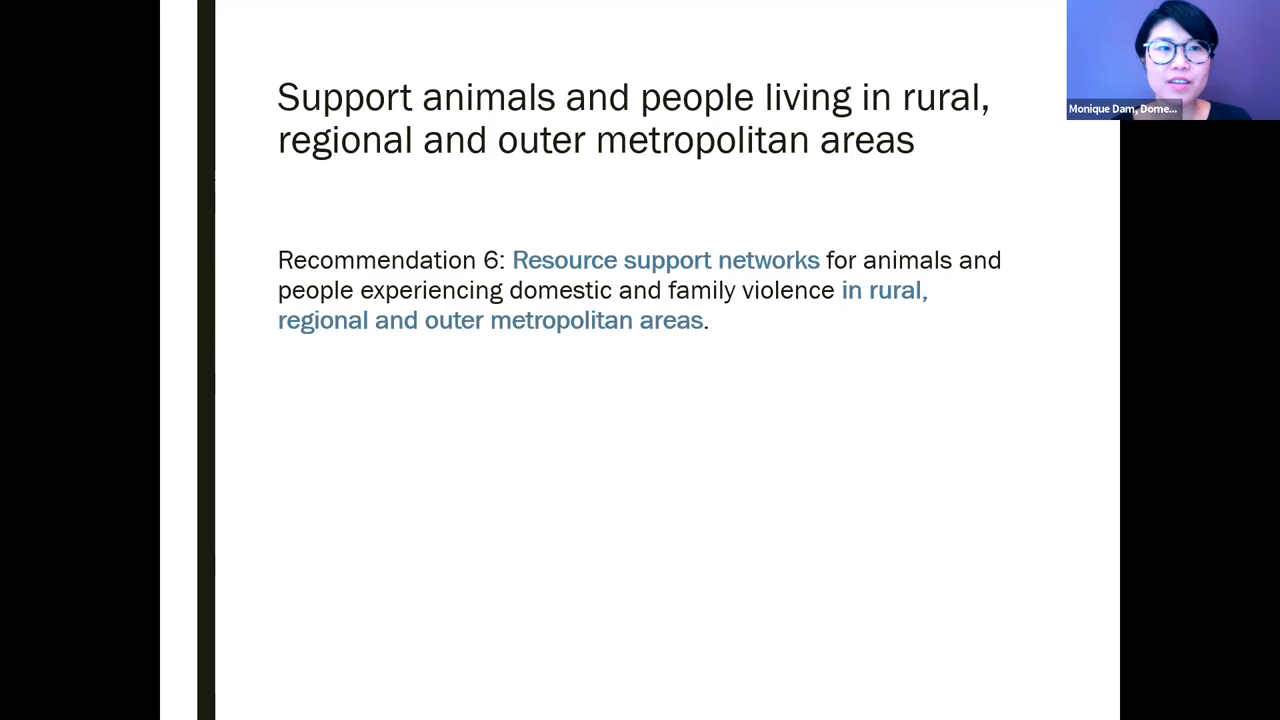 Support animals and people living in rural,
regional and outer metropolitan areas
Monique Dam, Dome...
Recommendation 6: Resource support networks for animals and
people experiencing domestic and family violence in rural,
regional and outer metropolitan areas.